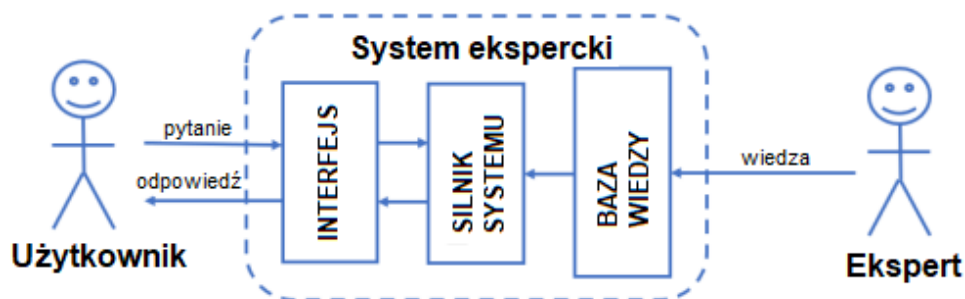 System ekspercki
pytanie
odpowiedź
Użytkownik
INTERFEJS
SILNIK
SYSTEMU
BAZA
WIEDZY
wiedza
Ekspert